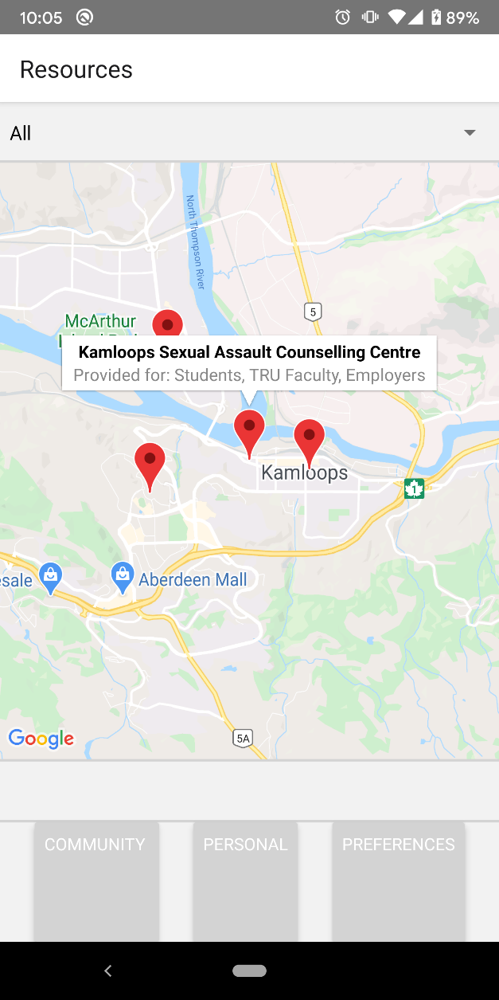 10:05
89%
Resources
All
North Thompson River
5
McArthur
Kamloops Sexual Assault Counselling Centre
Provided for: Students, TRU Faculty, Employers
Kamloops
1
esale
Aberdeen Mall
Google
5A
COMMUNITY
PERSONAL
PREFERENCES